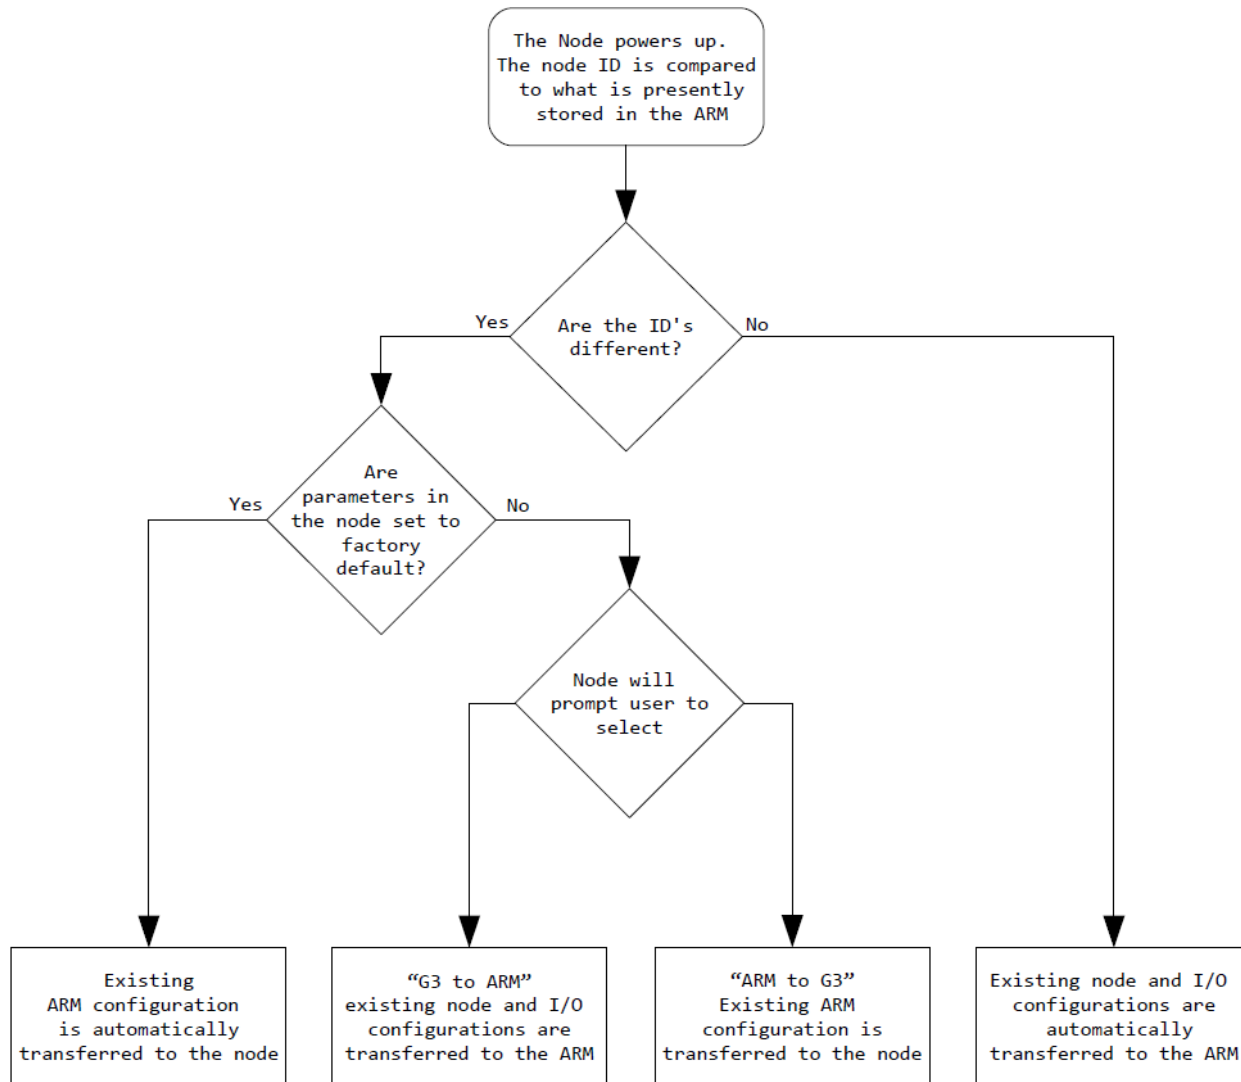 The Node powers up.
The node ID is compared
to what is presently
stored in the ARM
Yes
Are the ID's
different?
No
Yes
Are
parameters in
the node set to
factory
default?
No
Node will
prompt user to
select
Existing
ARM configuration
is automatically
transferred to the node
“G3 to ARM”
existing node and I/O
configurations are
transferred to the ARM
“ARM to G3”
Existing ARM
configuration is
transferred to the node
Existing node and I/O
configurations are
automatically
transferred to the ARM